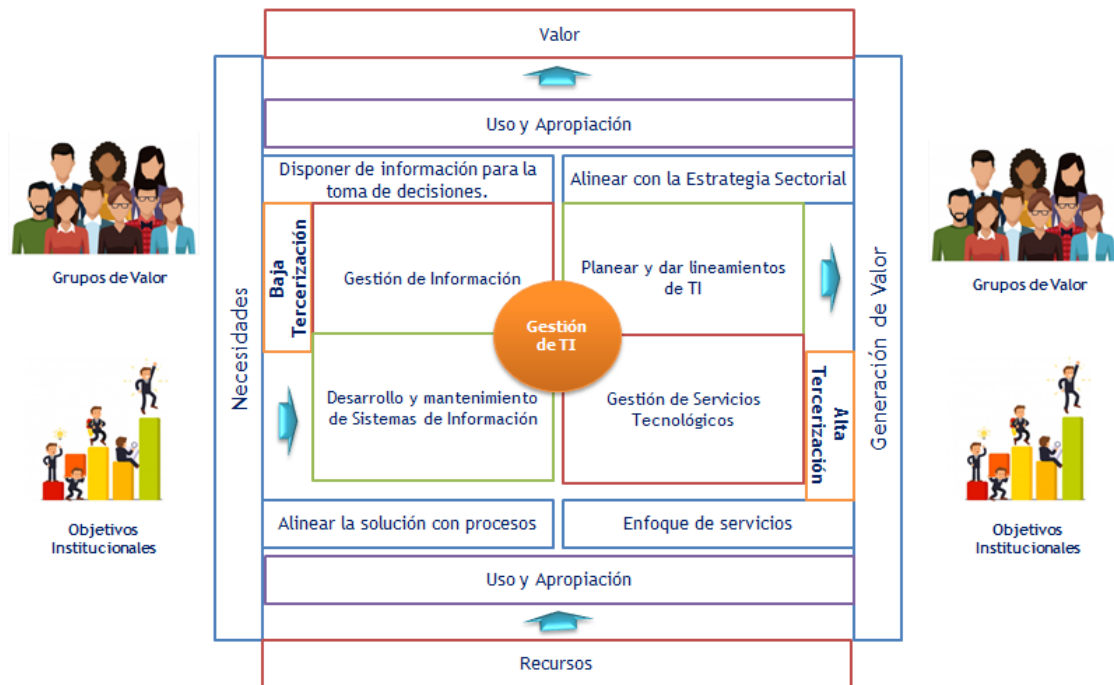 Valor
Uso y Apropiación
Disponer de información para la
toma de decisiones.
Alinear con la Estrategia Sectorial
Grupos de Valor
Objetivos
Institucionales
Necesidades
Baja
Tercerización
Gestión de Información
Planear y dar lineamientos
de TI
Gestión
de TI
Desarrollo y mantenimiento
de Sistemas de Información
Gestión de Servicios
Tecnológicos
Alta
Tercerización
Generación de Valor
Grupos de Valor
Objetivos
Institucionales
Alinear la solución con procesos
Enfoque de servicios
Uso y Apropiación
Recursos